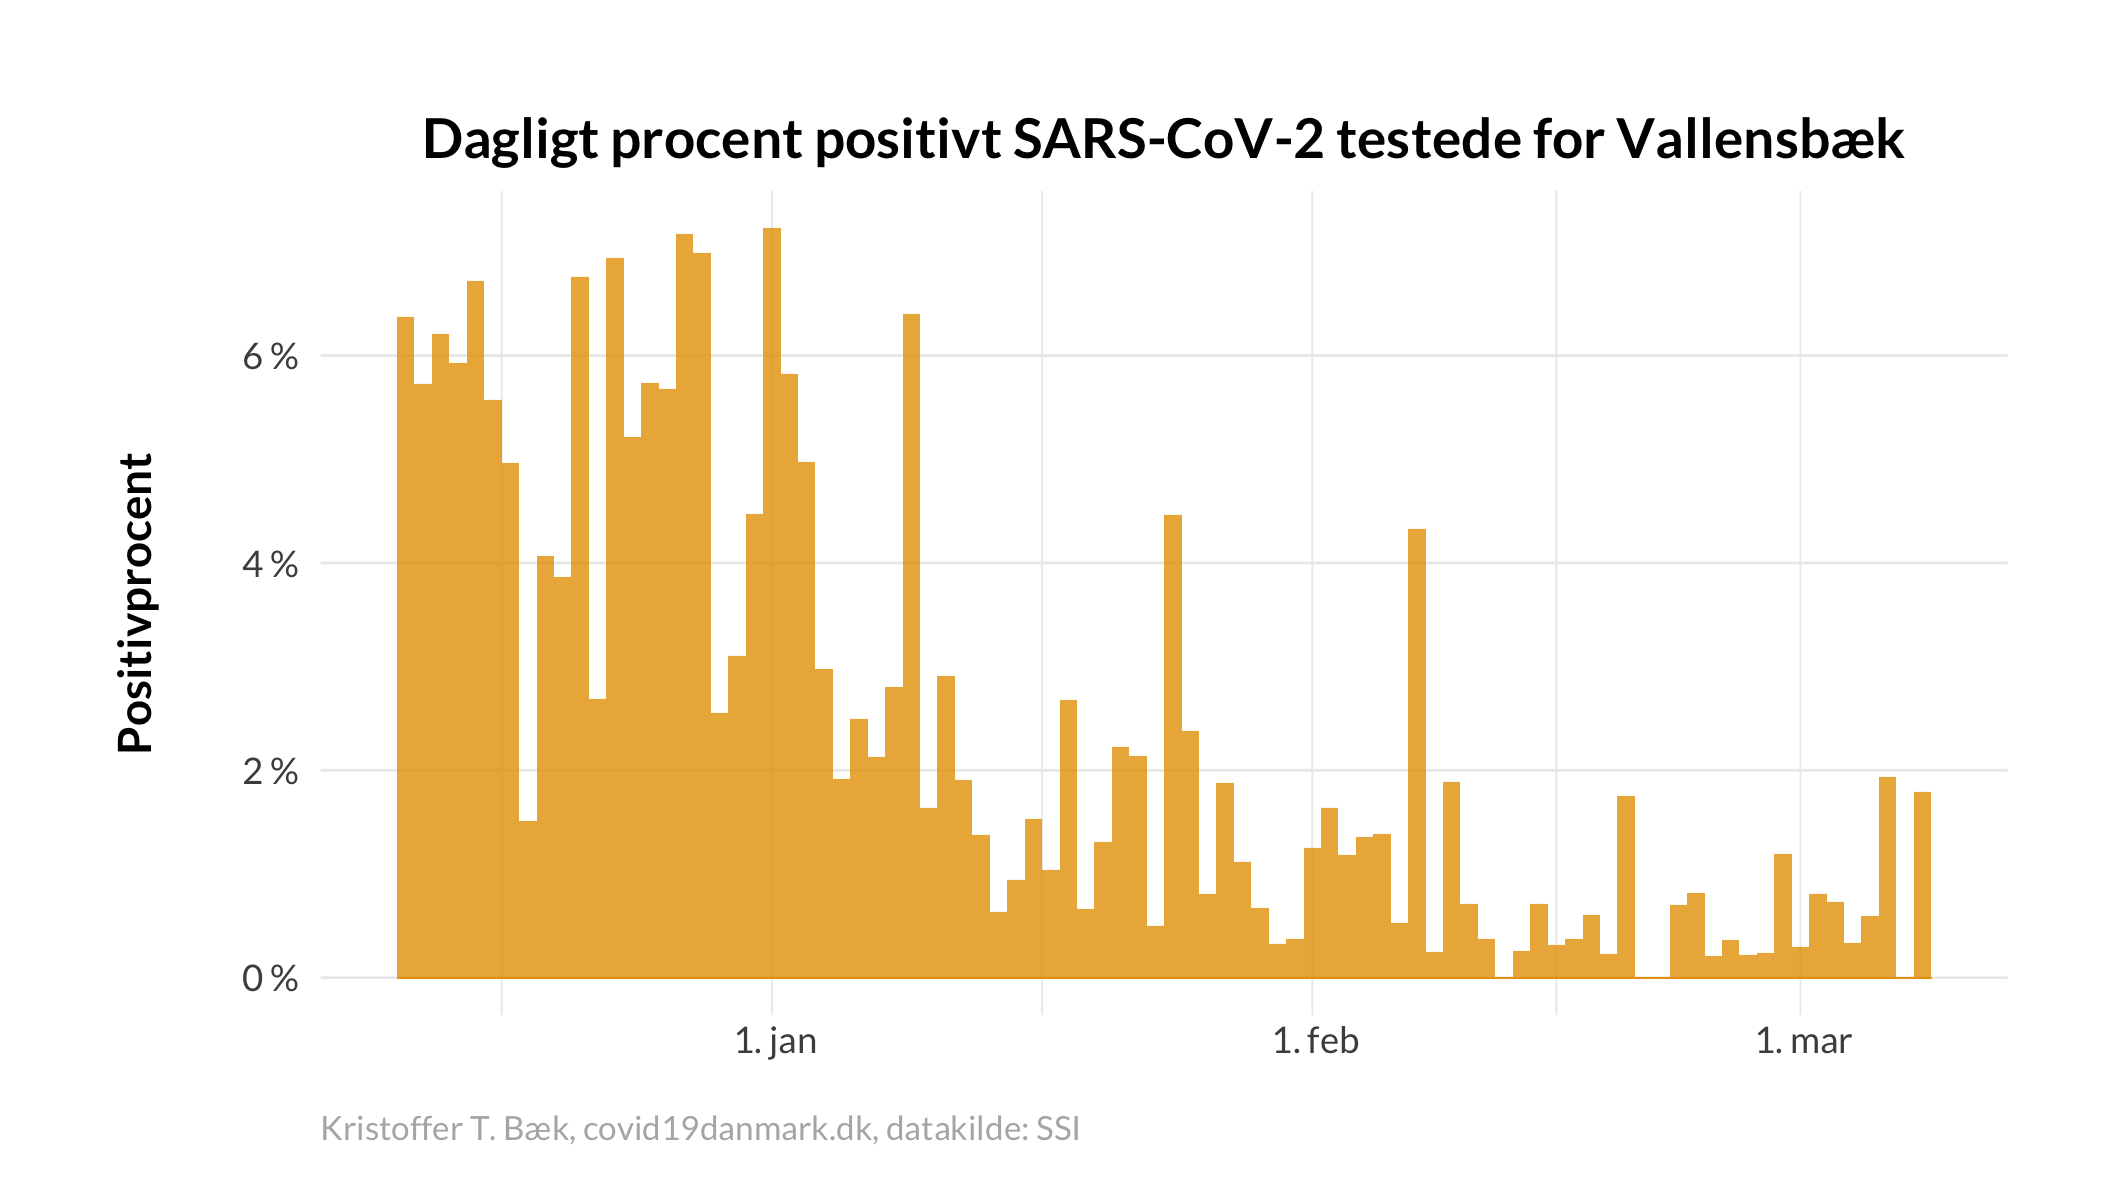 Dagligt procent positivt SARS-CoV-2 testede for Vallensbæk
Positivprocent
6 %
4 %
2 %
0 %
1. jan
1. feb
1. mar
Kristoffer T. Bæk, covid19danmark.dk, datakilde: SSI